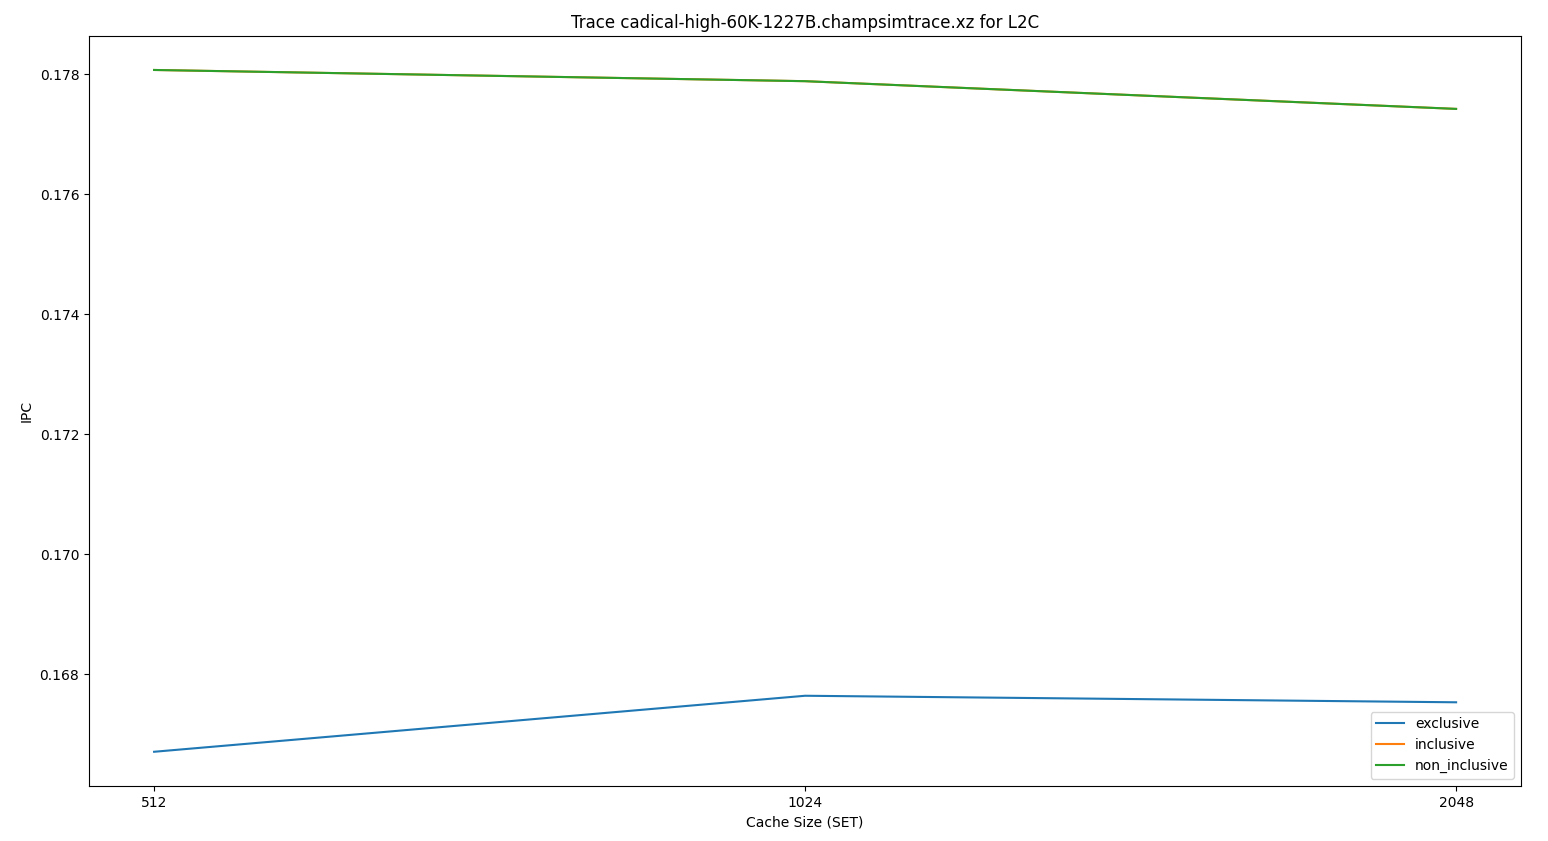 Trace cadical-high-60K-1227B.champsimtrace.xz for L2C
0.178
0.176
0.174
0.172
0.170
0.168
IPC
512
1024
2048
Cache Size (SET)
exclusive
inclusive
non_inclusive